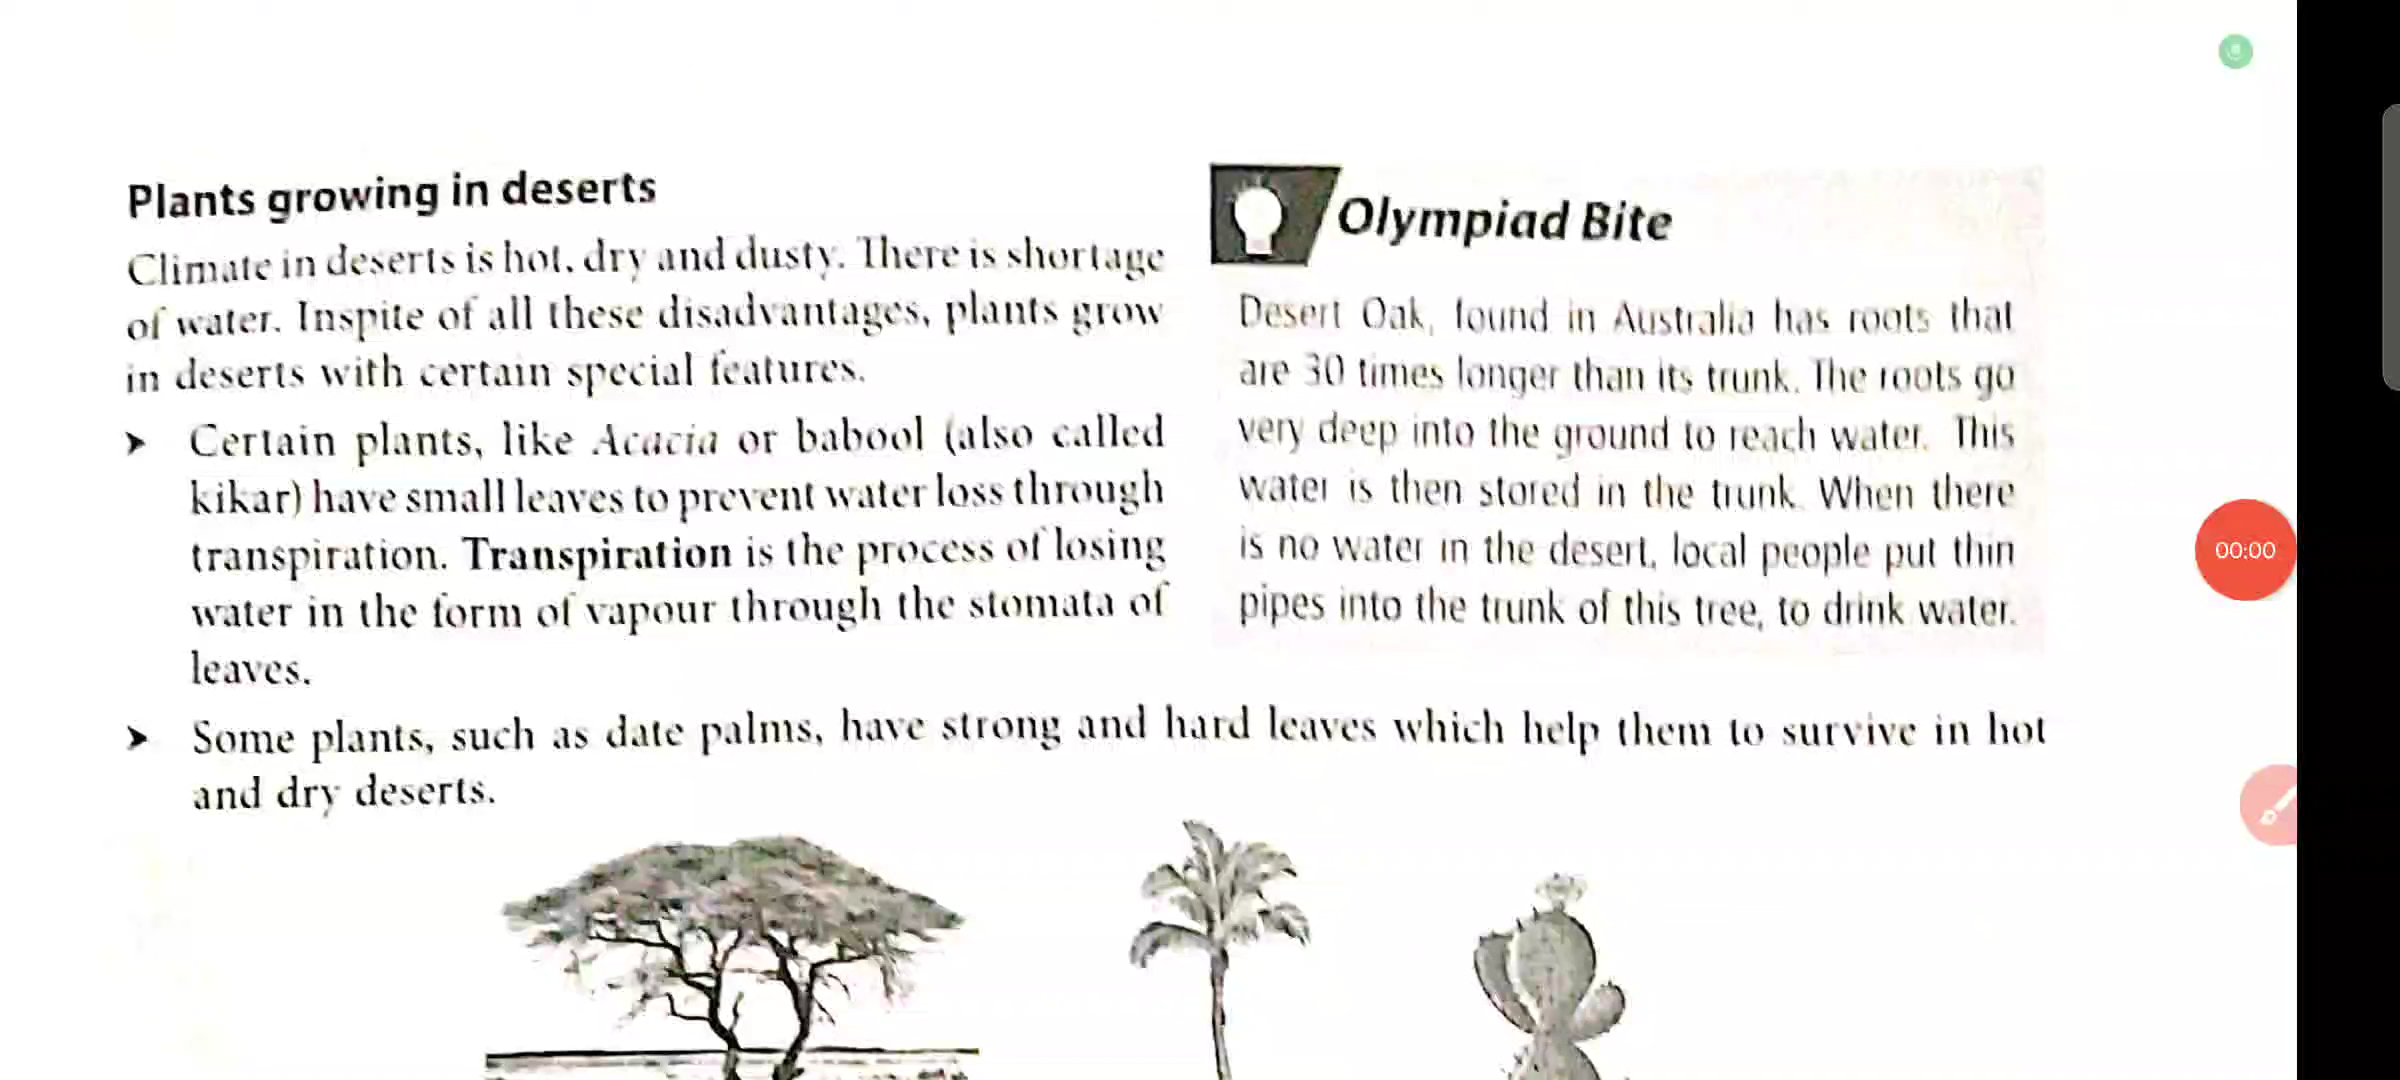 Plants growing in deserts
Climate in deserts is hot, dry and dusty. There is shortage
of water. Inspite of all these disadvantages, plants grow
in deserts with certain special features.
➤ Certain plants, like Acacia or babool (also called
kikar) have small leaves to prevent water loss through
transpiration. Transpiration is the process of losing
water in the form of vapour through the stomata of
leaves.
➤ Some plants, such as date palms, have strong and hard leaves which help them to survive in hot
and dry deserts.
Olympiad Bite
Desert Oak, found in Australia has roots that
are 30 times longer than its trunk. The roots go
very deep into the ground to reach water. This
water is then stored in the trunk. When there
is no water in the desert, local people put thin
pipes into the trunk of this tree, to drink water.
00:00